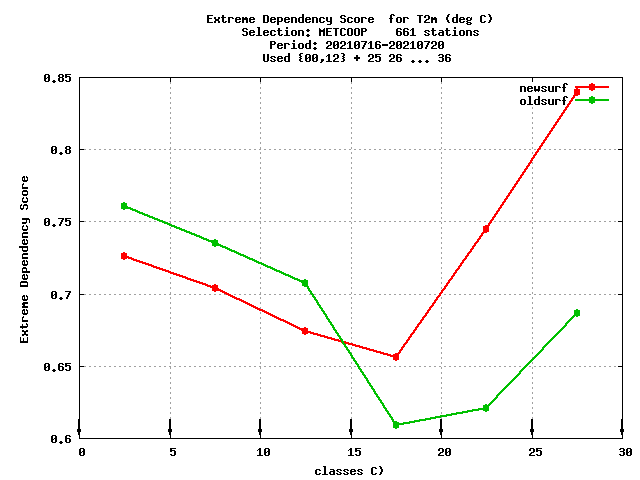 Extreme Dependency Score  for T2m (deg C)
Selection: METCOOP    661 stations
Period: 20210716-20210720
Used {00,12} + 25 26 ... 36
0.85
0.8
0.75
0.7
0.65
0.6
Extreme Dependency Score
newsurf
oldsurf
0 5 10 15 20 25 30
classes C)